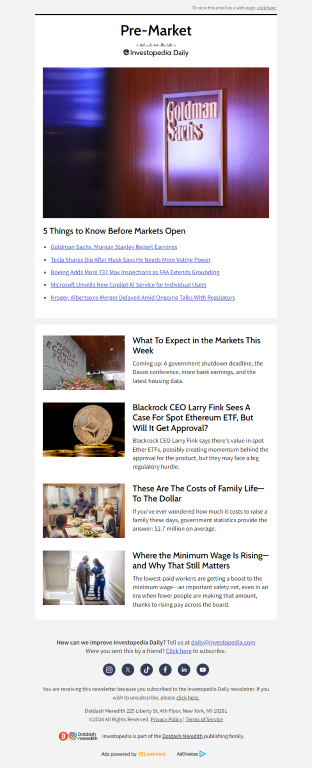 To view this email as a web page, click here.
Pre-Market
Investopedia Daily
Goldman
Sachs
5 Things to Know Before Markets Open
Goldman Sachs, Morgan Stanley Report Earnings
Tesla Shares Dip After Musk Says He Needs More Voting Power
Boeing Adds More 737 Max Inspections as FAA Extends Grounding
Microsoft Unveils New Copilot AI Service for Individual Users
Kroger, Albertsons Merger Delayed Amid Ongoing Talks With Regulators
WORLD
ECONOMIC
FORUM
What To Expect in the Markets This
Week
Coming up: A government shutdown deadline, the
Davos conference, more bank earnings, and the
latest housing data.
Blackrock CEO Larry Fink Sees A
Case For Spot Ethereum ETF, But
Will It Get Approval?
Blackrock CEO Larry Fink says there's value in spot
Ether ETFs, possibly creating momentum behind the
approval for the product, but they may face a big
regulatory hurdle.
These Are The Costs of Family Life—
To The Dollar
If you've ever wondered how much it costs to raise a
family these days, government statistics provide the
answer: $2.7 million on average.
Where the Minimum Wage Is Rising—
and Why That Still Matters
The lowest-paid workers are getting a boost to the
minimum wage—an important safety net, even in an
era when fewer people are making that amount,
thanks to rising pay across the board.
How can we improve Investopedia Daily? Tell us at daily@investopedia.com
Were you sent this by a friend? Click here to subscribe.
You are receiving this newsletter because you subscribed to the Investopedia Daily newsletter. If you
wish to unsubscribe, please click here.
Dotdash Meredith 225 Liberty St, 4th Floor, New York, NY 10281
©2024 All Rights Reserved. Privacy Policy | Terms of Service
Dotdash
meredith
Investopedia is part of the Dotdash Meredith publishing family.
Ads powered by LiveIntent
AdChoices